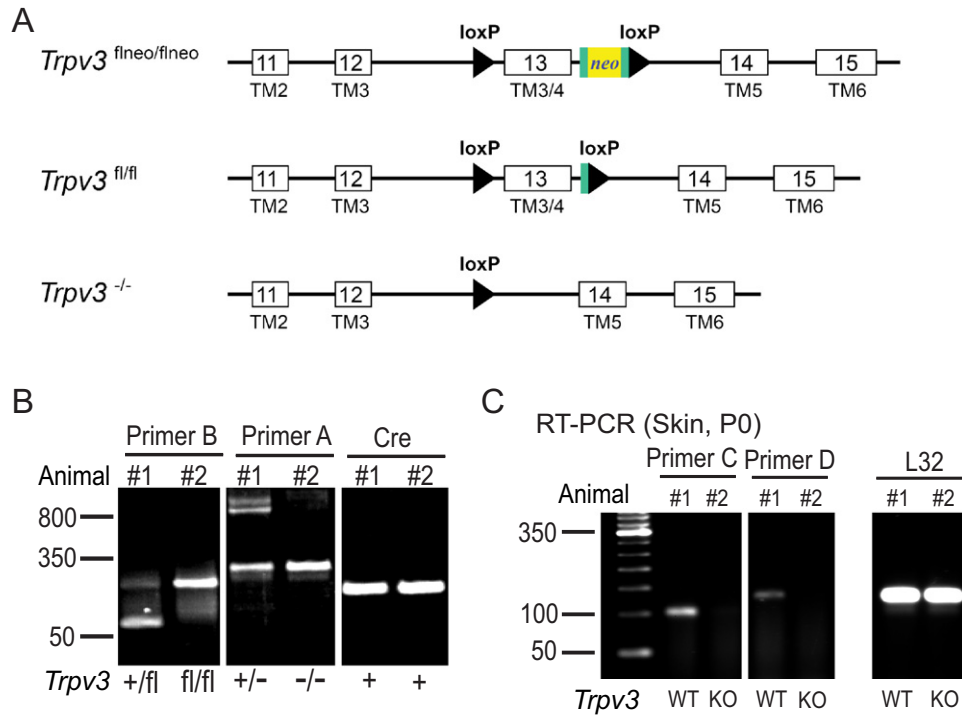 A
Trpv3 flneo/flneo
loxP loxP
11 12 13 neo 14 15
TM2 TM3 TM3/4 TM5 TM6
Trpv3 fl/fl
loxP loxP
11 12 13 14 15
TM2 TM3 TM3/4 TM5 TM6
Trpv3 -/-
loxP
11 12 14 15
TM2 TM3 TM5 TM6
B
Primer B Primer A Cre
Animal #1 #2 #1 #2 #1 #2
800
350
50
Trpv3 +/fl fl/fl +/- -/- + +
C
RT-PCR (Skin, P0)
Primer C Primer D L32
Animal #1 #2 #1 #2 #1 #2
350
100
50
Trpv3 WT KO WT KO WT KO